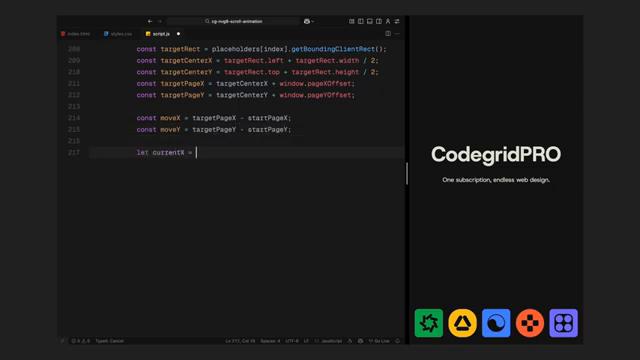 cg-nvg8-scroll-animation
index.html
styles.css
script.js
208 const targetRect = placeholders[index].getBoundingClientRect();
209 const targetCenterX = targetRect.left + targetRect.width / 2;
210 const targetCenterY = targetRect.top + targetRect.height / 2;
211 const targetPageX = targetCenterX + window.pageXOffset;
212 const targetPageY = targetCenterY + window.pageYOffset;
213
214 const moveX = targetPageX - startPageX;
215 const moveY = targetPageY - startPageY;
216
217 let currentX =
CodegridPRO
One subscription, endless web design.
Ln 217, Col 19 Spaces: 4 UTF-8 LF JavaScript Go Live